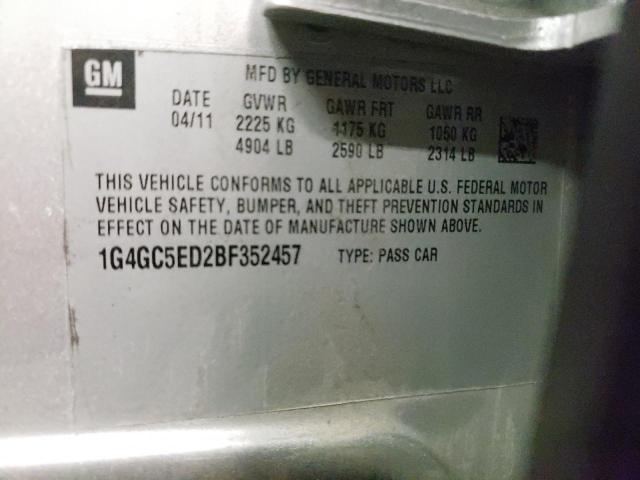 GM
MFD BY GENERAL MOTORS LLC
DATE GVWR GAWR FRT GAWR RR
04/11 2225 KG 1175 KG 1050 KG
4904 LB 2590 LB 2314 LB
THIS VEHICLE CONFORMS TO ALL APPLICABLE U.S. FEDERAL MOTOR
VEHICLE SAFETY, BUMPER, AND THEFT PREVENTION STANDARDS IN
EFFECT ON THE DATE OF MANUFACTURE SHOWN ABOVE.
1G4GC5ED2BF352457 TYPE: PASS CAR